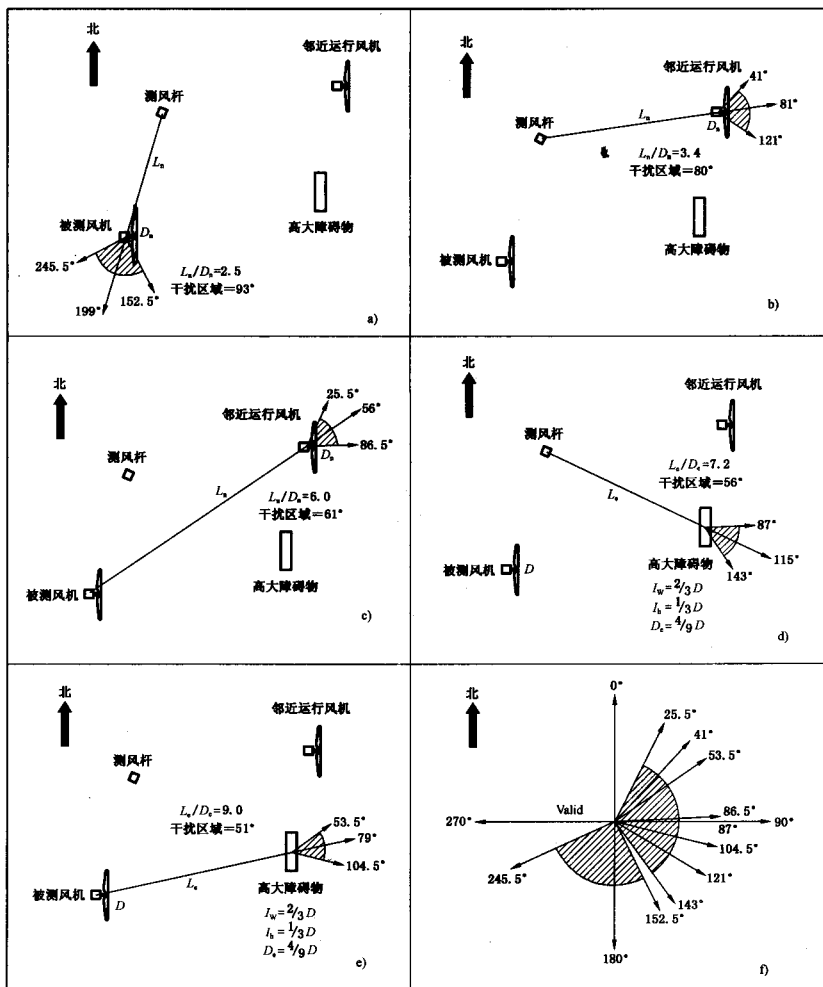 北
邻近运行风机
测风杆
Lₙ
被测风机
Dₙ
高大障碍物
245.5°
199°
152.5°
Lₙ/Dₙ=2.5
干扰区域=93°
a)
北
邻近运行风机
41°
81°
121°
测风杆
Lₙ
Dₙ
Lₙ/Dₙ=3.4
干扰区域=80°
被测风机
高大障碍物
b)
北
邻近运行风机
25.5°
56°
86.5°
测风杆
Dₙ
Lₙ
Lₙ/Dₙ=6.0
干扰区域=61°
被测风机
高大障碍物
c)
北
邻近运行风机
测风杆
Lₑ/Dₑ=7.2
干扰区域=56°
Lₑ
87°
115°
143°
高大障碍物
被测风机
D
I_W=2/3 D
I_h=1/3 D
Dₑ=4/9 D
d)
北
邻近运行风机
测风杆
Lₑ/Dₑ=9.0
干扰区域=51°
53.5°
79°
104.5°
被测风机
D
Lₑ
高大障碍物
I_W=2/3 D
I_h=1/3 D
Dₑ=4/9 D
e)
北
0°
25.5°
41°
53.5°
Valid
86.5°
270°
87°
90°
104.5°
121°
245.5°
143°
152.5°
180°
f)